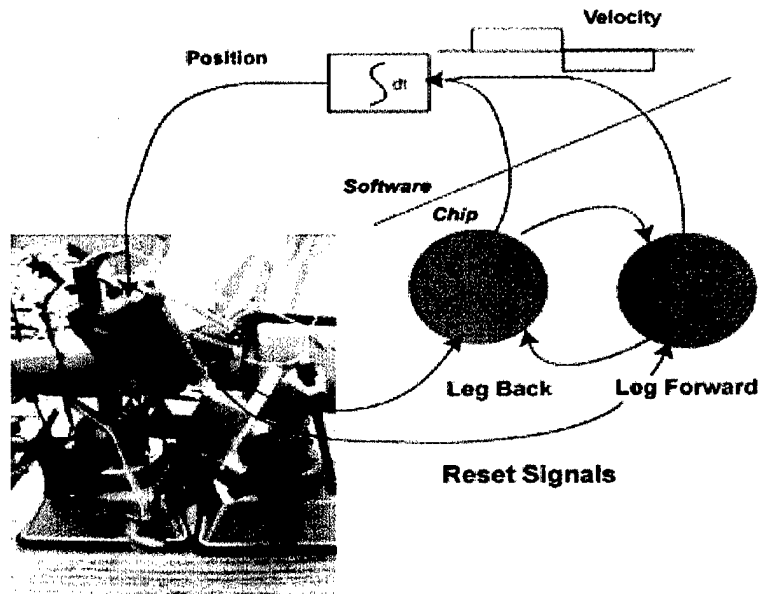 Velocity
Position
∫ dt
Software
Chip
Leg Back
Leg Forward
Reset Signals